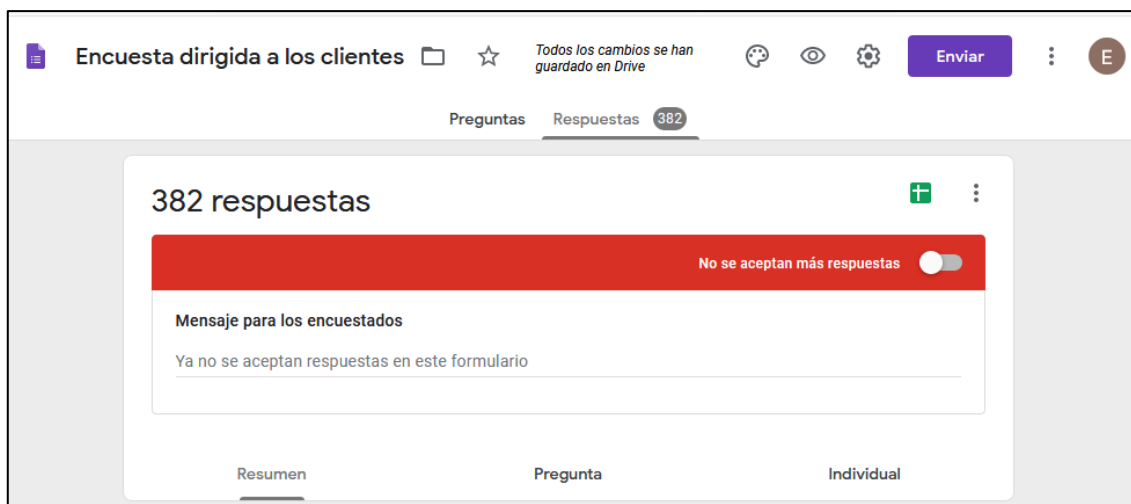 Encuesta dirigida a los clientes
Todos los cambios se han
guardado en Drive
Enviar
E
Preguntas
Respuestas 382
382 respuestas
No se aceptan más respuestas
Mensaje para los encuestados
Ya no se aceptan respuestas en este formulario
Resumen
Pregunta
Individual